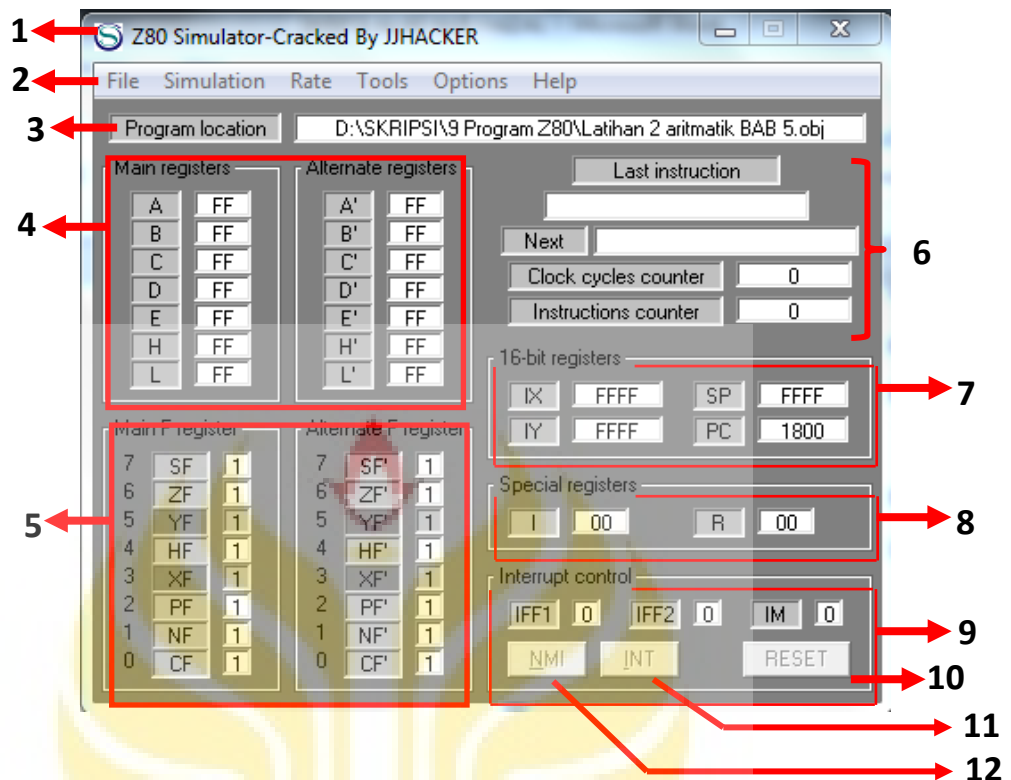 1
Z80 Simulator-Cracked By JJHACKER
2
File Simulation Rate Tools Options Help
3
Program location D:\SKRIPSI\9 Program Z80\Latihan 2 aritmatik BAB 5.obj
4
Main registers
A FF
B FF
C FF
D FF
E FF
H FF
L FF
Alternate registers
A' FF
B' FF
C' FF
D' FF
E' FF
H' FF
L' FF
Last instruction
Next
Clock cycles counter 0
Instructions counter 0
6
5
Main F register
7 SF 1
6 ZF 1
5 YF 1
4 HF 1
3 XF 1
2 PF 1
1 NF 1
0 CF 1
Alternate F register
7 SF' 1
6 ZF' 1
5 YF' 1
4 HF' 1
3 XF' 1
2 PF' 1
1 NF' 1
0 CF' 1
16-bit registers
IX FFFF SP FFFF
IY FFFF PC 1800
7
Special registers
I 00 R 00
8
Interrupt control
IFF1 0 IFF2 0 IM 0
9
NMI INT RESET
10
11
12